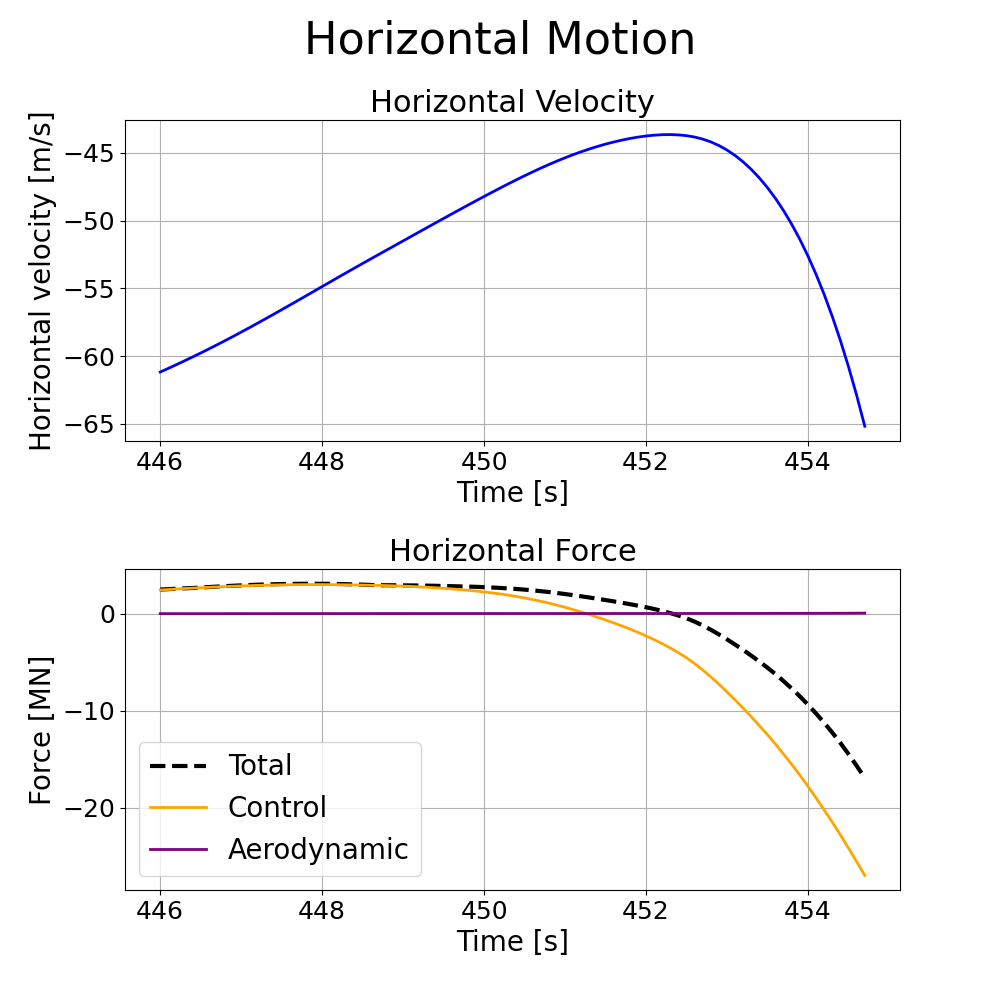 Horizontal Motion
Horizontal Velocity
Horizontal velocity [m/s]
−45
−50
−55
−60
−65
446 448 450 452 454
Time [s]
Horizontal Force
Force [MN]
0
−10
−20
Total
Control
Aerodynamic
446 448 450 452 454
Time [s]